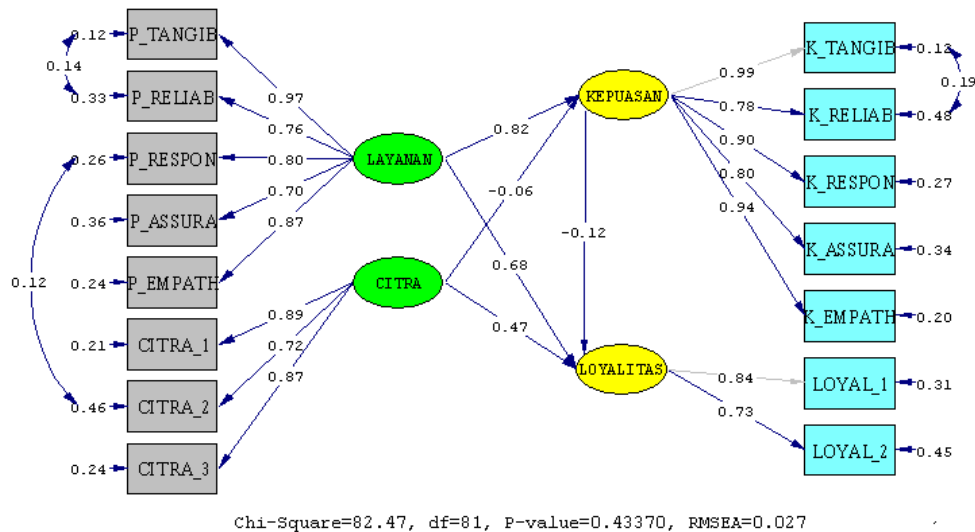 0.12 P_TANGIB
0.14
0.33 P_RELIAB
0.26 P_RESPON
0.36 P_ASSURA
0.12
0.24 P_EMPATH
0.21 CITRA_1
0.46 CITRA_2
0.24 CITRA_3
0.97
0.76
0.80
0.70
0.87
LAYANAN
CITRA
0.89
0.72
0.87
0.82
-0.06
0.68
0.47
KEPUASAN
-0.12
LOYALITAS
0.99
0.78
0.90
0.80
0.94
0.84
0.73
K_TANGIB 0.13
0.19
K_RELIAB 0.48
K_RESPON 0.27
K_ASSURA 0.34
K_EMPATH 0.20
LOYAL_1 0.31
LOYAL_2 0.45
Chi-Square=82.47, df=81, P-value=0.43370, RMSEA=0.027